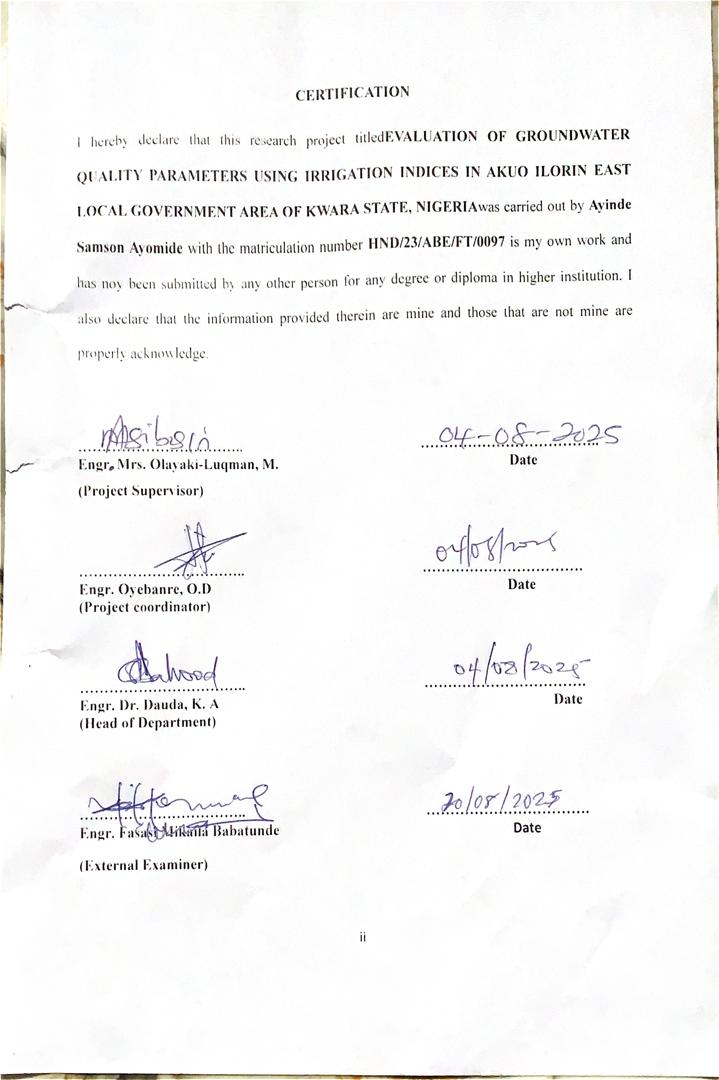 CERTIFICATION
I hereby declare that this research project titledEVALUATION OF GROUNDWATER
QUALITY PARAMETERS USING IRRIGATION INDICES IN AKUO ILORIN EAST
LOCAL GOVERNMENT AREA OF KWARA STATE, NIGERIAwas carried out by Ayinde
Samson Ayomide with the matriculation number HND/23/ABE/FT/0097 is my own work and
has noy been submitted by any other person for any degree or diploma in higher institution. I
also declare that the information provided therein are mine and those that are not mine are
properly acknowledge.
04-08-2025
Engr. Mrs. Olayaki-Luqman, M. Date
(Project Supervisor)
04/08/2025
Engr. Oyebanre, O.D Date
(Project coordinator)
04/08/2025
Engr. Dr. Dauda, K. A Date
(Head of Department)
20/08/2025
Engr. Fasasi Mikaila Babatunde Date
(External Examiner)
ii